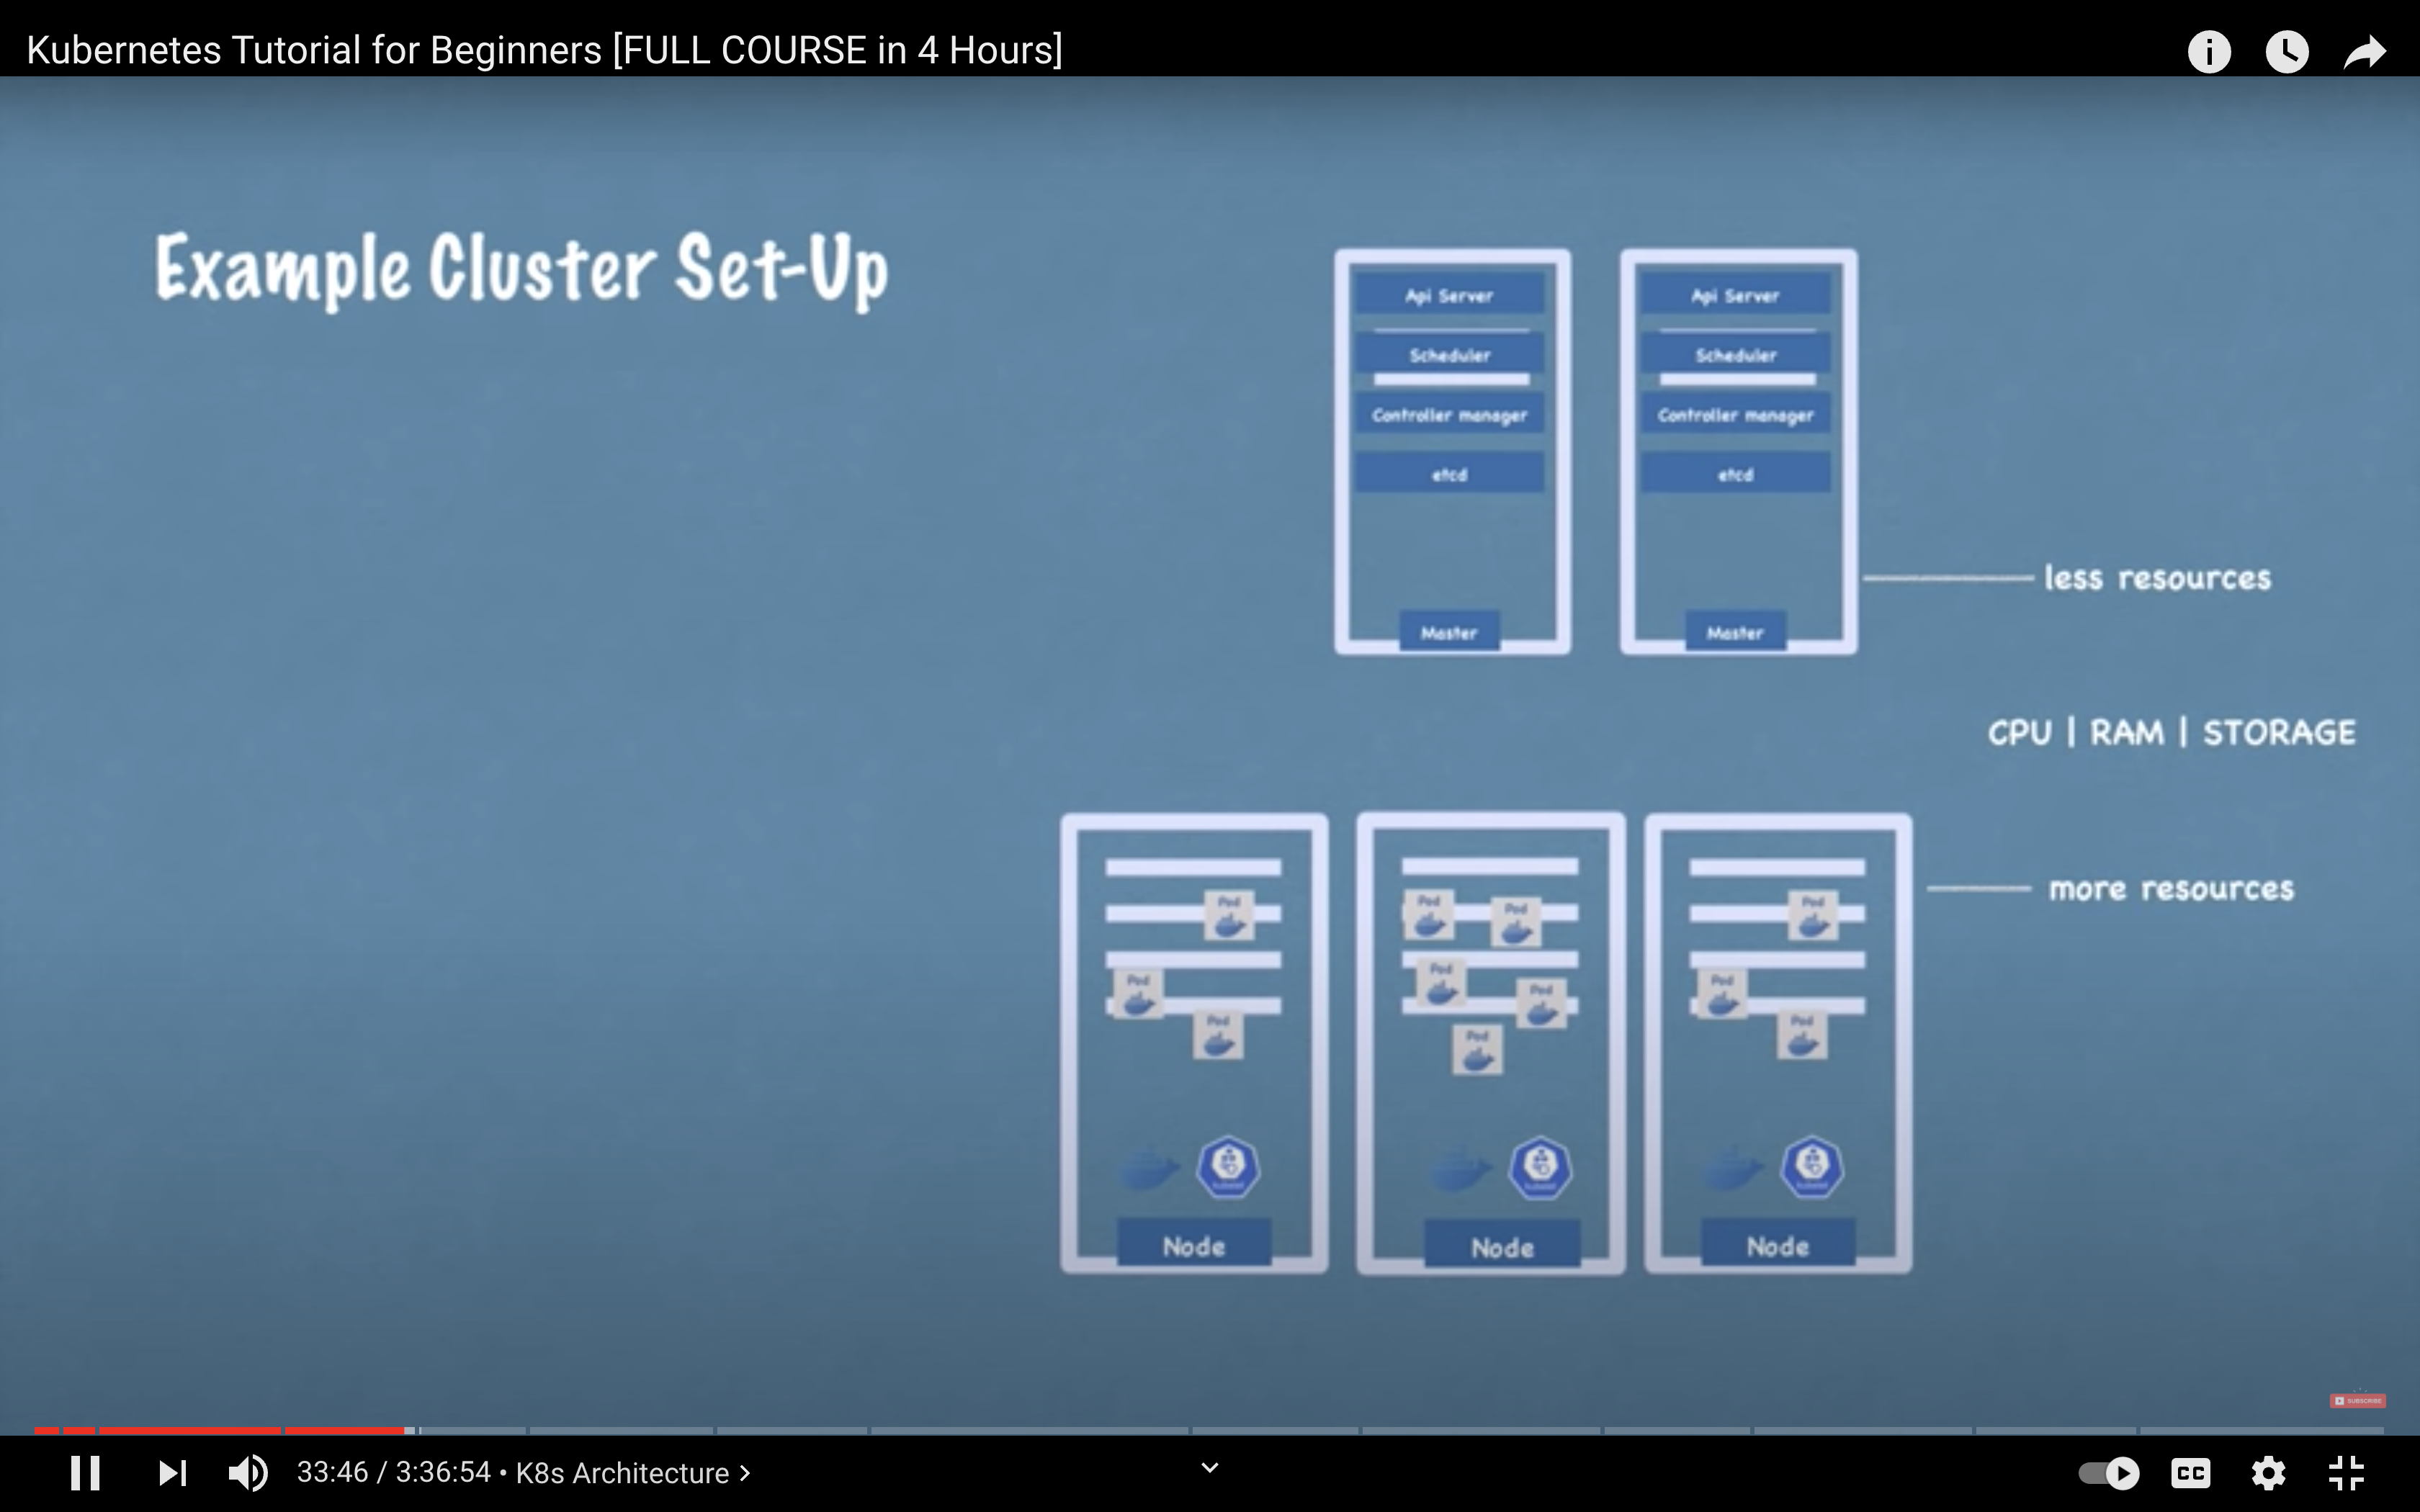 Kubernetes Tutorial for Beginners [FULL COURSE in 4 Hours]
Example Cluster Set-Up
Api Server
Scheduler
Controller manager
etcd
Master
Api Server
Scheduler
Controller manager
etcd
Master
less resources
CPU | RAM | STORAGE
more resources
Pod
Pod
Pod
Node
Pod
Pod
Pod
Pod
Pod
Node
Pod
Pod
Pod
Node
SUBSCRIBE
33:46 / 3:36:54 • K8s Architecture >
CC